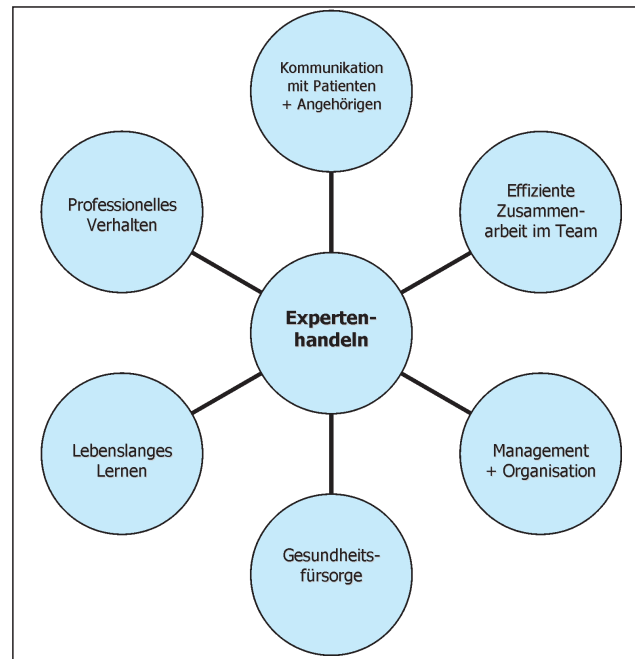 Kommunikation
mit Patienten
+ Angehörigen
Professionelles
Verhalten
Effiziente
Zusammen-
arbeit im Team
Experten-
handeln
Lebenslanges
Lernen
Management
+ Organisation
Gesundheits-
fürsorge